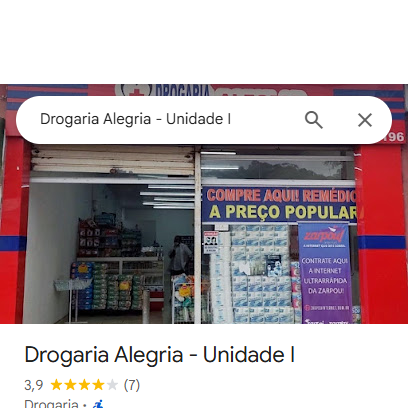 DROGARIA
Drogaria Alegria - Unidade I
796
COMPRE AQUI! REMÉDIO
A PREÇO POPULAR
zarpou!
CONTRATE AQUI
A INTERNET
ULTRARRÁPIDA
DA ZARPOU!
Drogaria Alegria - Unidade I
3,9 (7)
Drogaria ·